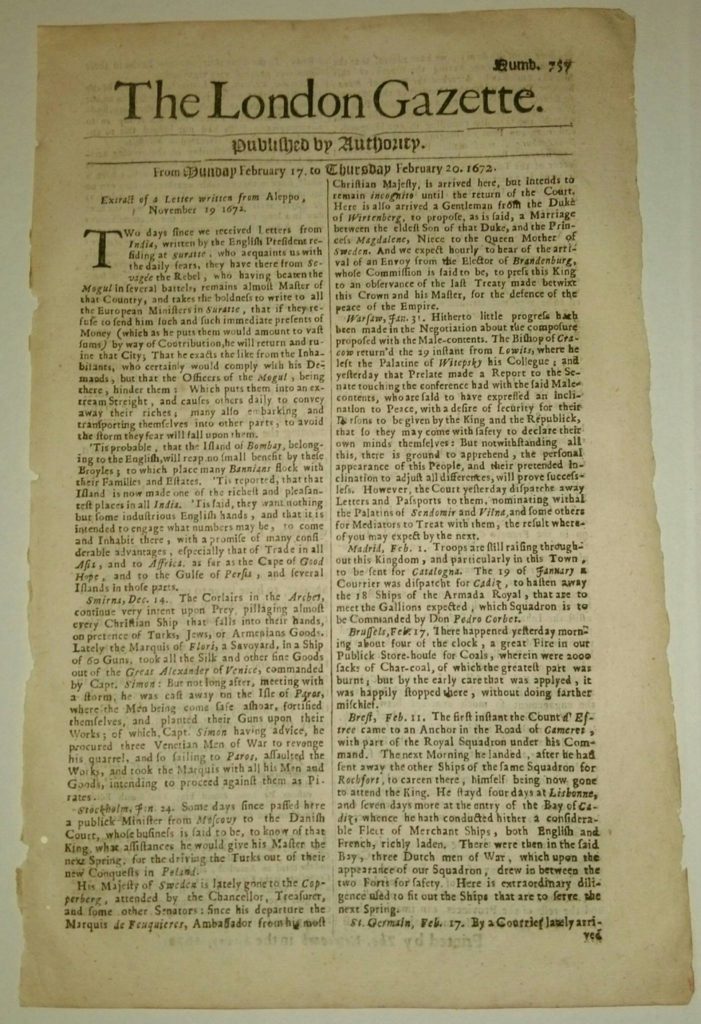 Numb. 757
The London Gazette.
Publiſhed by Authority.
From Munday February 17. to Thurſday February 20. 1672.
Extract of a Letter written from Aleppo,
November 19 1672.
TWo days ſince we received Letters from
India, written by the Engliſh Preſident re-
ſiding at Suratte, who acquaints us with
the daily fears, they have there from Se-
vagee the Rebel, who having beaten the
Mogul in ſeveral battels, remains almoſt Maſter of
that Country, and takes the boldneſs to write to all
the European Miniſters in Suratte, that if they re-
fuſe to ſend him ſuch and ſuch immediate preſents of
Money (which as he puts them would amount to vaſt
ſums) by way of Contribution, he will return and ru-
ine that City; That he exacts the like from the Inha-
bitants, who certainly would comply with his De-
mands, but that the Officers of the Mogul, being
there, hinder them: Which puts them into an ex-
tream Streight, and cauſes others daily to convey
away their riches; many alſo embarking and
tranſporting themſelves into other parts, to avoid
the ſtorm they fear will fall upon them.
'Tis probable, that the Iſland of Bombay, belong-
ing to the Engliſh, will reap no ſmall benefit by theſe
Broyles; to which place many Bannians flock with
their Families and Eſtates. 'Tis reported, that that
Iſland is now made one of the richeſt and pleaſan-
teſt places in all India. 'Tis ſaid, they want nothing
but ſome induſtrious Engliſh hands, and that it is
intended to engage what numbers may be, to come
and Inhabit there, with a promiſe of many conſi
derable advantages, eſpecially that of Trade in all
Aſia, and to Affrica, as far as the Cape of Good
Hope, and to the Gulfe of Perſia, and ſeveral
Iſlands in thoſe parts.
Smirna, Dec. 14. The Corſairs in the Arches,
continue very intent upon Prey, pillaging almoſt
every Chriſtian Ship that falls into their hands,
on pretence of Turks, Jews, or Armenians Goods.
Lately the Marquis of Flori, a Savoyard, in a Ship
of 60 Guns, took all the Silk and other fine Goods
out of the Great Alexander of Venice, commanded
by Capt. Simon: But not long after, meeting with
a ſtorm, he was caſt away on the Iſle of Paros,
where the Men being come ſafe aſhoar, fortified
themſelves, and planted their Guns upon their
Works; of which, Capt. Simon having advice, he
procured three Venetian Men of War to revenge
his quarrel, and ſo ſailing to Paros, aſſaulted the
Works, and took the Marquis with all his Men and
Goods, intending to proceed againſt them as Pi-
rates.
Stockholm, Jan. 24. Some days ſince paſſed here
a publick Miniſter from Moſcovy to the Daniſh
Court, whoſe buſineſs is ſaid to be, to know of that
King, what aſſiſtances he would give his Maſter the
next Spring, for the driving the Turks out of their
new Conqueſts in Poland.
His Majeſty of Sweden is lately gone to the Cop-
perberg, attended by the Chancellor, Treaſurer,
and ſome other Senators: Since his departure the
Marquis de Feuquieres, Ambaſſador from his moſt
Chriſtian Majeſty, is arrived here, but intends to
remain incognito until the return of the Court.
Here is alſo arrived a Gentleman from the Duke
of Wirtenberg, to propoſe, as is ſaid, a Marriage
between the eldeſt Son of that Duke, and the Prin-
ceſs Magdalene, Niece to the Queen Mother of
Sweden. And we expect hourly to hear of the arri-
val of an Envoy from the Elector of Brandenburg,
whoſe Commiſſion is ſaid to be, to preſs this King
to an obſervance of the laſt Treaty made betwixt
this Crown and his Maſter, for the defence of the
peace of the Empire.
Warſaw, Jan. 31. Hitherto little progreſs hath
been made in the Negotiation about the compoſure
propoſed with the Male-contents. The Biſhop of Cra-
cow return'd the 29 inſtant from Lowits, where he
left the Palatine of Witepsky his Collegue; and
yeſterday that Prelate made a Report to the Se-
nate touching the conference had with the ſaid Male-
contents, who are ſaid to have expreſſed an Incli-
nation to Peace, with a deſire of ſecurity for their
Perſons to be given by the King and the Republick,
that ſo they may come with ſafety to declare their
own minds themſelves: But notwithſtanding all
this, there is ground to apprehend, the perſonal
appearance of this People, and their pretended In-
clination to adjuſt all differences, will prove ſucceſs-
leſs. However, the Court yeſterday diſpatcht away
Letters and Paſports to them, nominating withal
the Palatins of Sendomir and Vilna, and ſome others
for Mediators to Treat with them, the reſult where-
of you may expect by the next.
Madrid, Feb. 1. Troops are ſtill raiſing through-
out this Kingdom, and particularly in this Town,
to be ſent for Catalogna. The 19 of January a
Courrier was diſpatcht for Cadiz, to haſten away
the 18 Ships of the Armada Royal, that are to
meet the Gallions expected, which Squadron is to
be Commanded by Don Pedro Corbet.
Bruſſels, Feb. 17. There happened yeſterday morn-
ing about four of the clock, a great Fire in our
Publick Store-houſe for Coals, wherein were 2000
ſacks of Char-coal, of which the greateſt part was
burnt; but by the early care that was applyed, it
was happily ſtopped there, without doing farther
miſchief.
Breſt, Feb. 11. The firſt inſtant the Count d' Eſ-
tree came to an Anchor in the Road of Cameret,
with part of the Royal Squadron under his Com-
mand. The next Morning he landed, after he had
ſent away the other Ships of the ſame Squadron for
Rochfort, to careen there; himſelf being now gone
to attend the King. He ſtayd four days at Lisbonne,
and ſeven days more at the entry of the Bay of Ca-
diz, whence he hath conducted hither a conſidera-
ble Fleet of Merchant Ships, both Engliſh and
French, richly laden. There were then in the ſaid
Bay, three Dutch men of War, which upon the
appearance of our Squadron, drew in between the
two Forts for ſafety. Here is extraordinary dili-
gence uſed to fit out the Ships that are to ſerve the
next Spring.
St. Germain, Feb. 17. By a Courrier lately arri-
ved